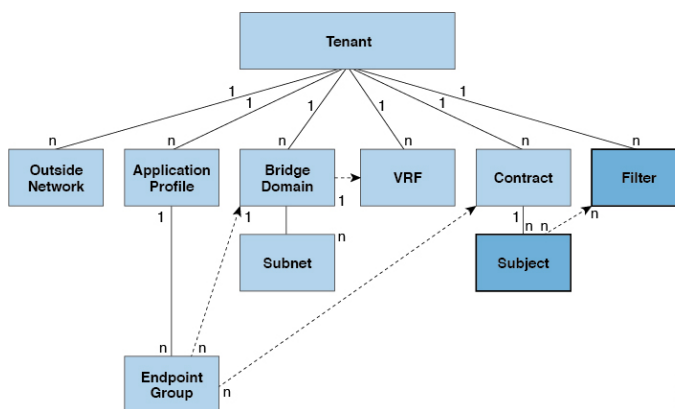 Tenant
1 1 1 1 1 1
n n n n n n
Outside
Network
Application
Profile
Bridge
Domain
VRF
Contract
Filter
1 1 1 1 n
n n
Subnet
n
Subject
n n
Endpoint
Group
n